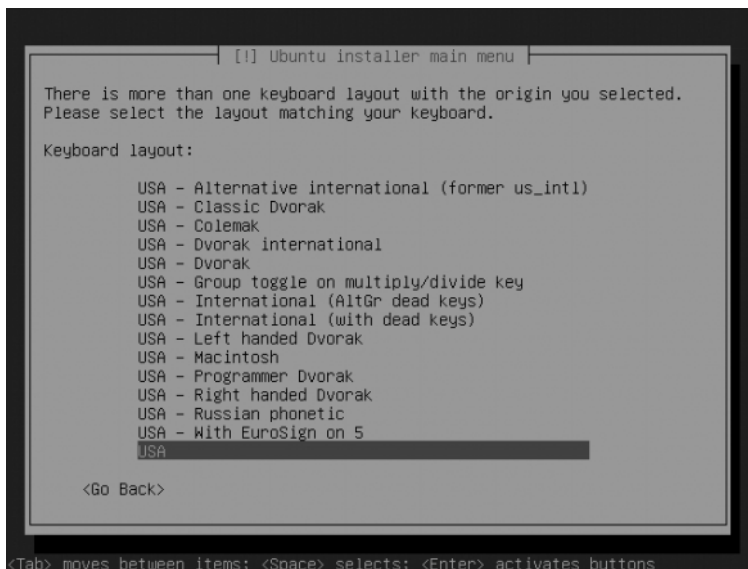 [!] Ubuntu installer main menu
There is more than one keyboard layout with the origin you selected.
Please select the layout matching your keyboard.
Keyboard layout:
USA - Alternative international (former us_intl)
USA - Classic Dvorak
USA - Colemak
USA - Dvorak international
USA - Dvorak
USA - Group toggle on multiply/divide key
USA - International (AltGr dead keys)
USA - International (with dead keys)
USA - Left handed Dvorak
USA - Macintosh
USA - Programmer Dvorak
USA - Right handed Dvorak
USA - Russian phonetic
USA - With EuroSign on 5
USA
<Go Back>
<Tab> moves between items; <Space> selects; <Enter> activates buttons